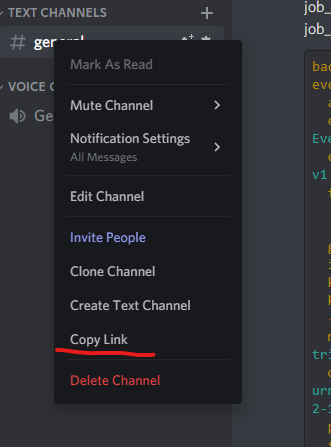 TEXT CHANNELS
job_
job_
# general
bac
eve
a
e
Eve
e
v1
Mark As Read
Mute Channel
Notification Settings
All Messages
VOICE C
Ge
Edit Channel
Invite People
Clone Channel
Create Text Channel
Copy Link
Delete Channel
g
i
k
k
-
n
tri
o
urn
2-1
p